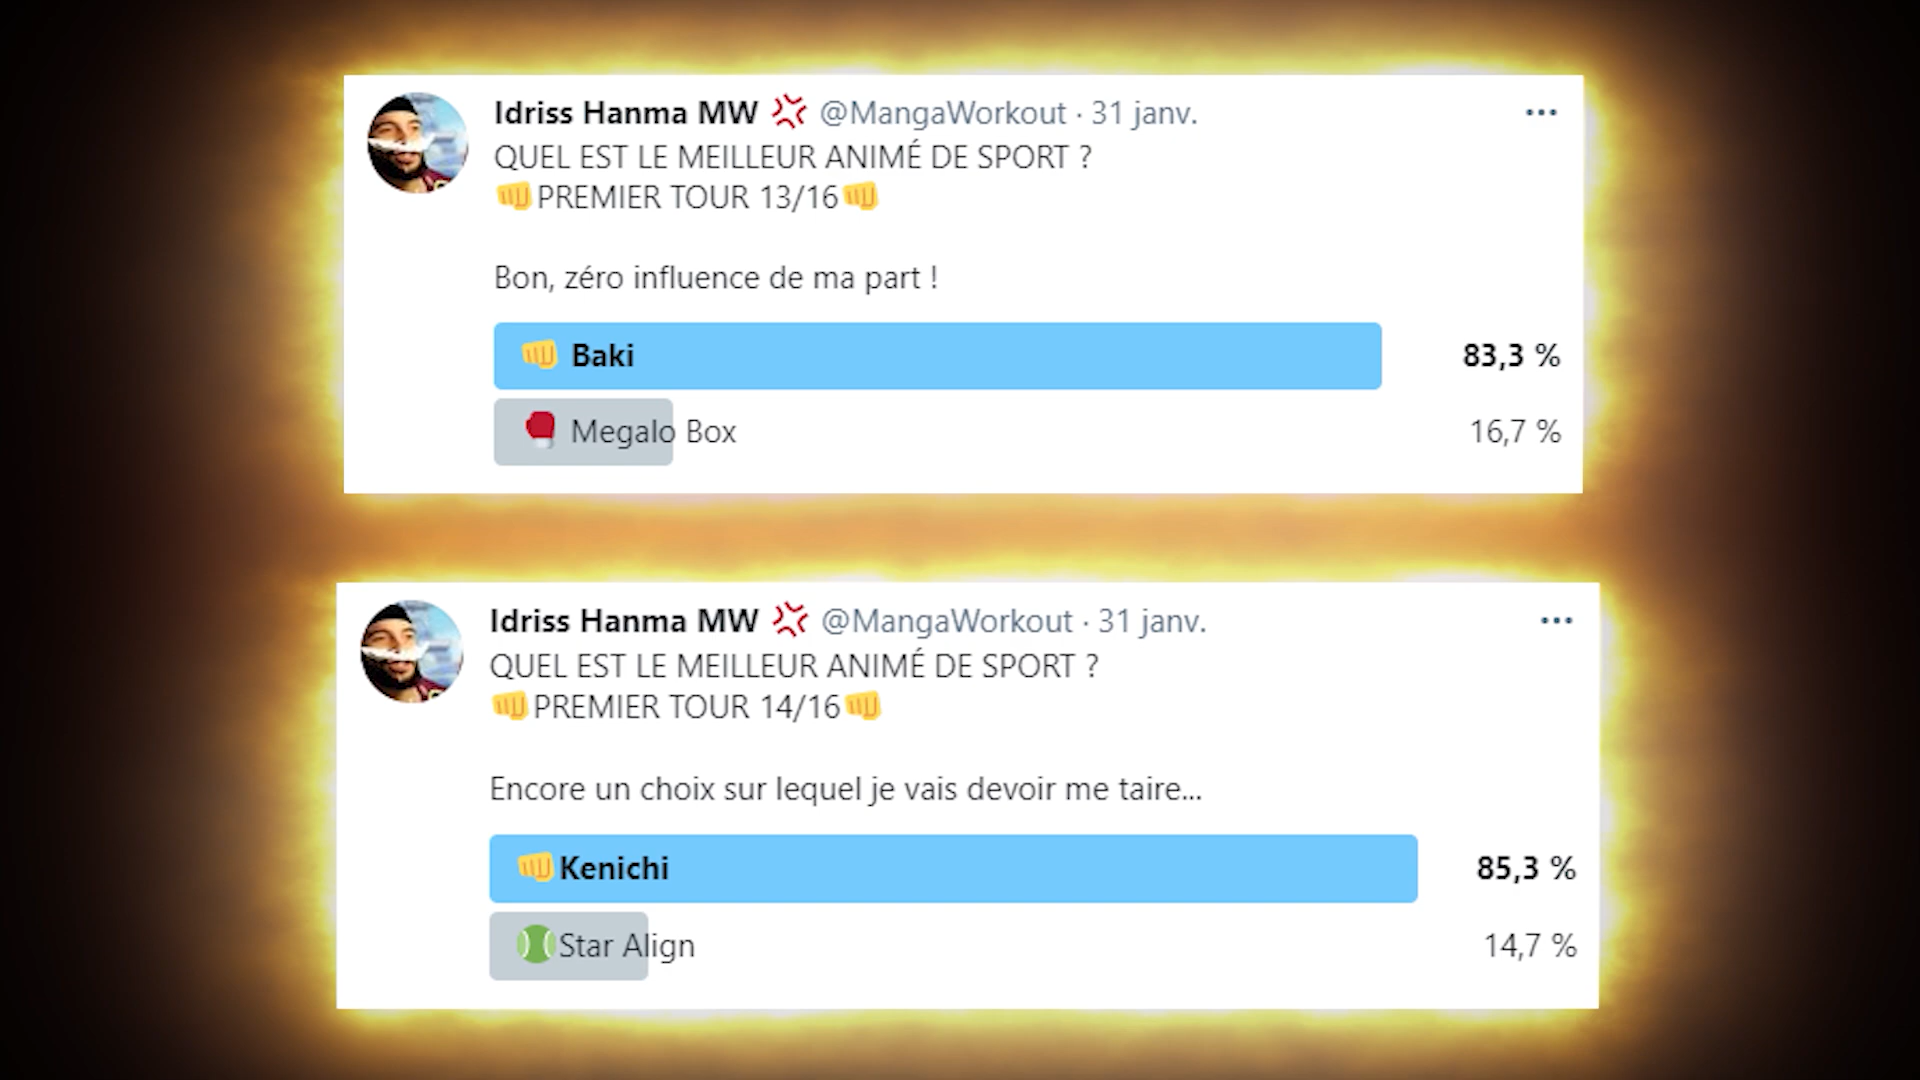 Idriss Hanma MW 💢 @MangaWorkout · 31 janv.
QUEL EST LE MEILLEUR ANIMÉ DE SPORT ?
👊PREMIER TOUR 13/16👊
Bon, zéro influence de ma part !
👊 Baki 83,3 %
🥊 Megalo Box 16,7 %
Idriss Hanma MW 💢 @MangaWorkout · 31 janv.
QUEL EST LE MEILLEUR ANIMÉ DE SPORT ?
👊PREMIER TOUR 14/16👊
Encore un choix sur lequel je vais devoir me taire...
👊Kenichi 85,3 %
🎾Star Align 14,7 %